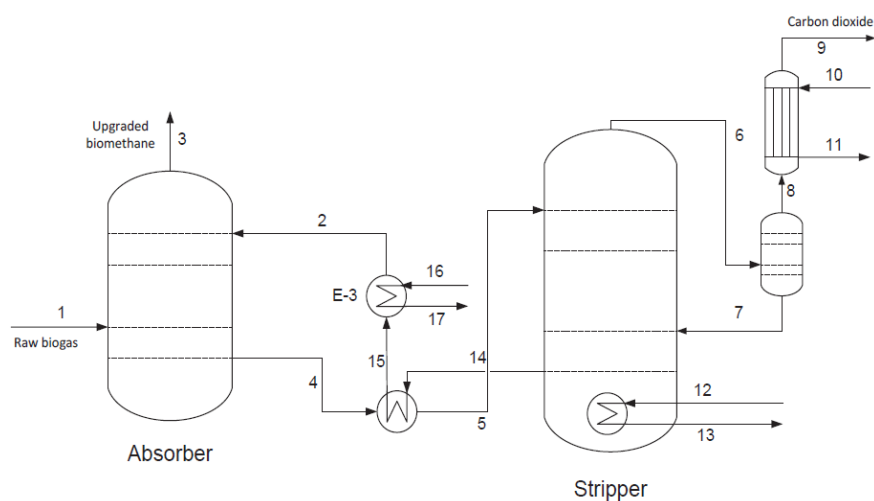 Carbon dioxide
9
10
Upgraded
biomethane
3
6
11
8
2
16
E-3
17
1
7
Raw biogas
15
14
4
12
5
13
Absorber
Stripper